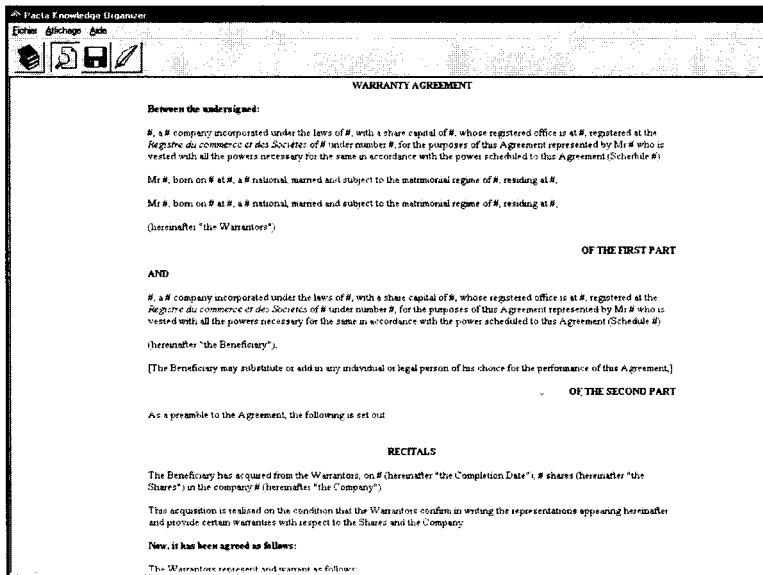 Pacta Knowledge Organizer
Fichier Affichage Aide
WARRANTY AGREEMENT
Between the undersigned:
#, a # company incorporated under the laws of #, with a share capital of #, whose registered office is at #, registered at the
Registre du commerce et des Sociétés of # under number #, for the purposes of this Agreement represented by Mr # who is
vested with all the powers necessary for the same in accordance with the power scheduled to this Agreement (Schedule #)
Mr #, born on # at #, a # national, married and subject to the matrimonial regime of #, residing at #,
Mr #, born on # at #, a # national, married and subject to the matrimonial regime of #, residing at #,
(hereinafter "the Warrantors")
OF THE FIRST PART
AND
#, a # company incorporated under the laws of #, with a share capital of #, whose registered office is at #, registered at the
Registre du commerce et des Sociétés of # under number #, for the purposes of this Agreement represented by Mr # who is
vested with all the powers necessary for the same in accordance with the power scheduled to this Agreement (Schedule #)
(hereinafter "the Beneficiary"),
[The Beneficiary may substitute or add in any individual or legal person of his choice for the performance of this Agreement,]
OF THE SECOND PART
As a preamble to the Agreement, the following is set out
RECITALS
The Beneficiary has acquired from the Warrantors, on # (hereinafter "the Completion Date"), # shares (hereinafter "the
Shares") in the company # (hereinafter "the Company")
This acquisition is realised on the condition that the Warrantors confirm in writing the representations appearing hereinafter
and provide certain warranties with respect to the Shares and the Company
Now, it has been agreed as follows:
The Warrantors represent and warrant as follows: